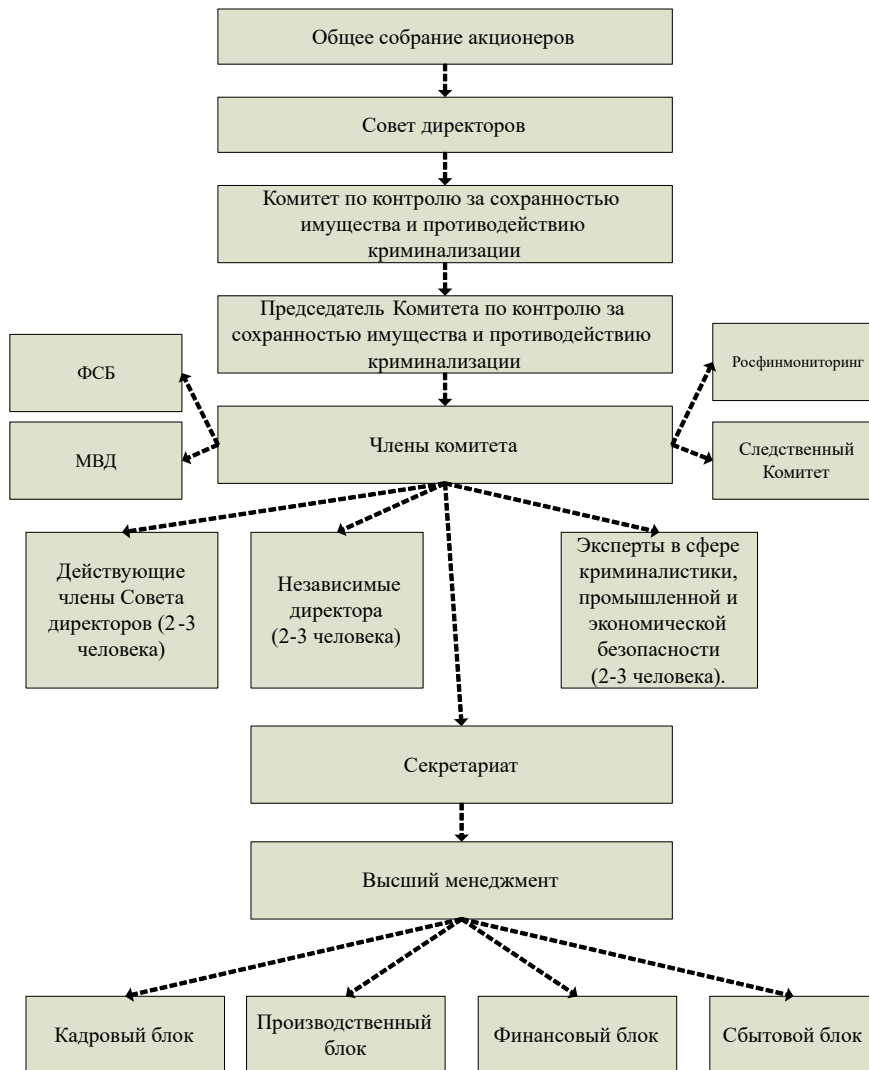 Общее собрание акционеров
Совет директоров
Комитет по контролю за сохранностью
имущества и противодействию
криминализации
Председатель Комитета по контролю за
сохранностью имущества и противодействию
криминализации
ФСБ
Росфинмониторинг
МВД
Члены комитета
Следственный
Комитет
Действующие
члены Совета
директоров (2-3
человека)
Независимые
директора
(2-3 человека)
Эксперты в сфере
криминалистики,
промышленной и
экономической
безопасности
(2-3 человека).
Секретариат
Высший менеджмент
Кадровый блок
Производственный
блок
Финансовый блок
Сбытовой блок